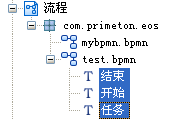 流程
com.primeton.eos
mybpmn.bpmn
test.bpmn
T 结束
T 开始
T 任务